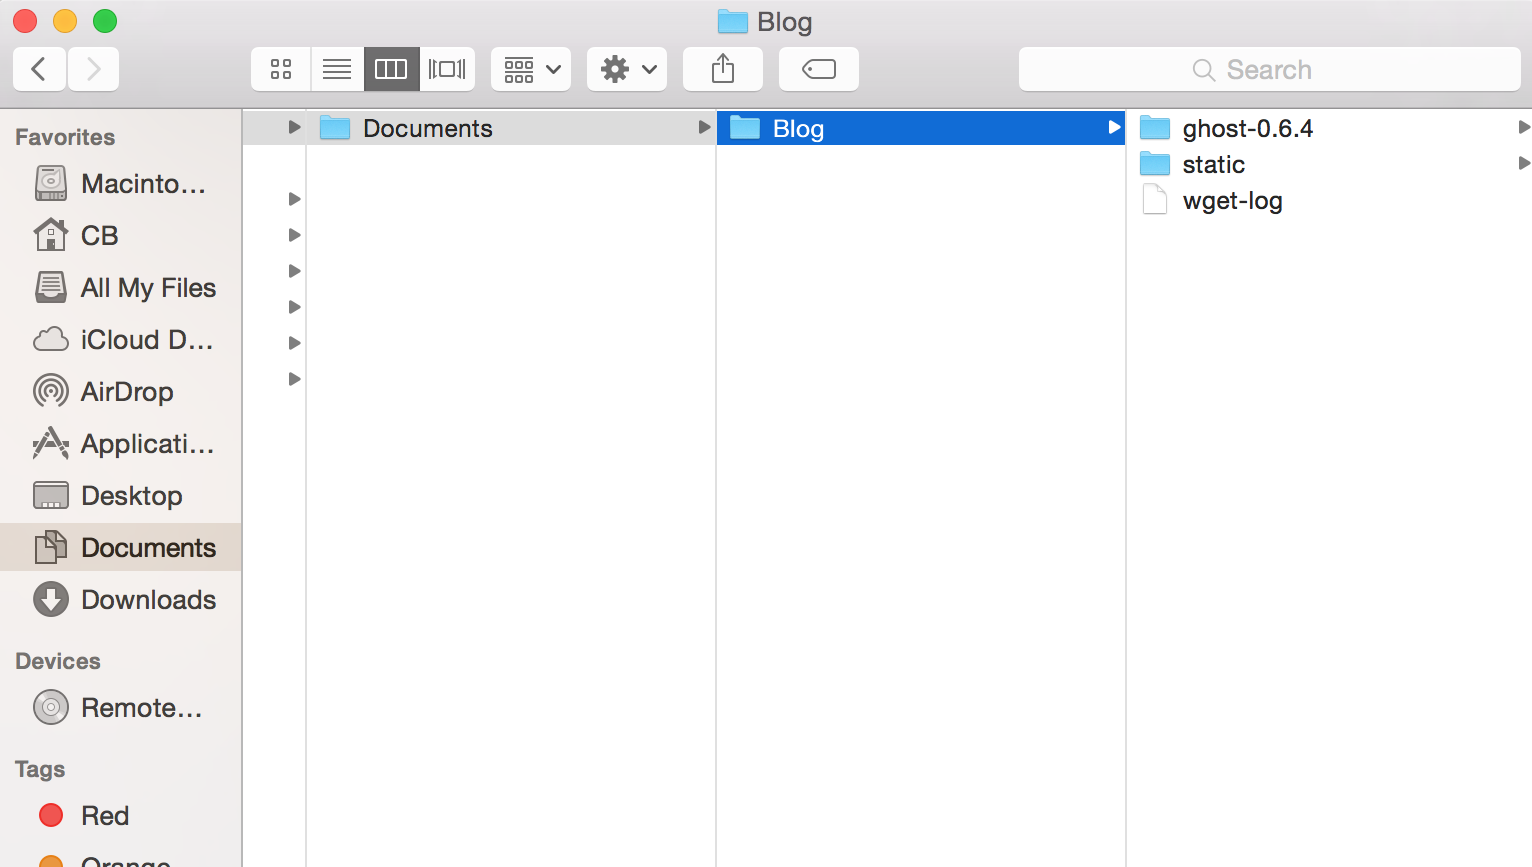 Blog
Search
Favorites
Macinto...
CB
All My Files
iCloud D...
AirDrop
Applicati...
Desktop
Documents
Downloads
Devices
Remote...
Tags
Red
Orange
Documents
Blog
ghost-0.6.4
static
wget-log